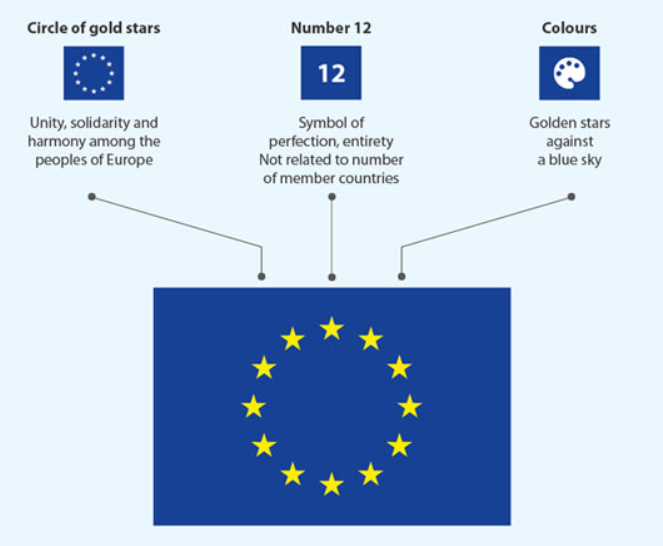 Circle of gold stars
Unity, solidarity and
harmony among the
peoples of Europe
Number 12
12
Symbol of
perfection, entirety
Not related to number
of member countries
Colours
Golden stars
against
a blue sky